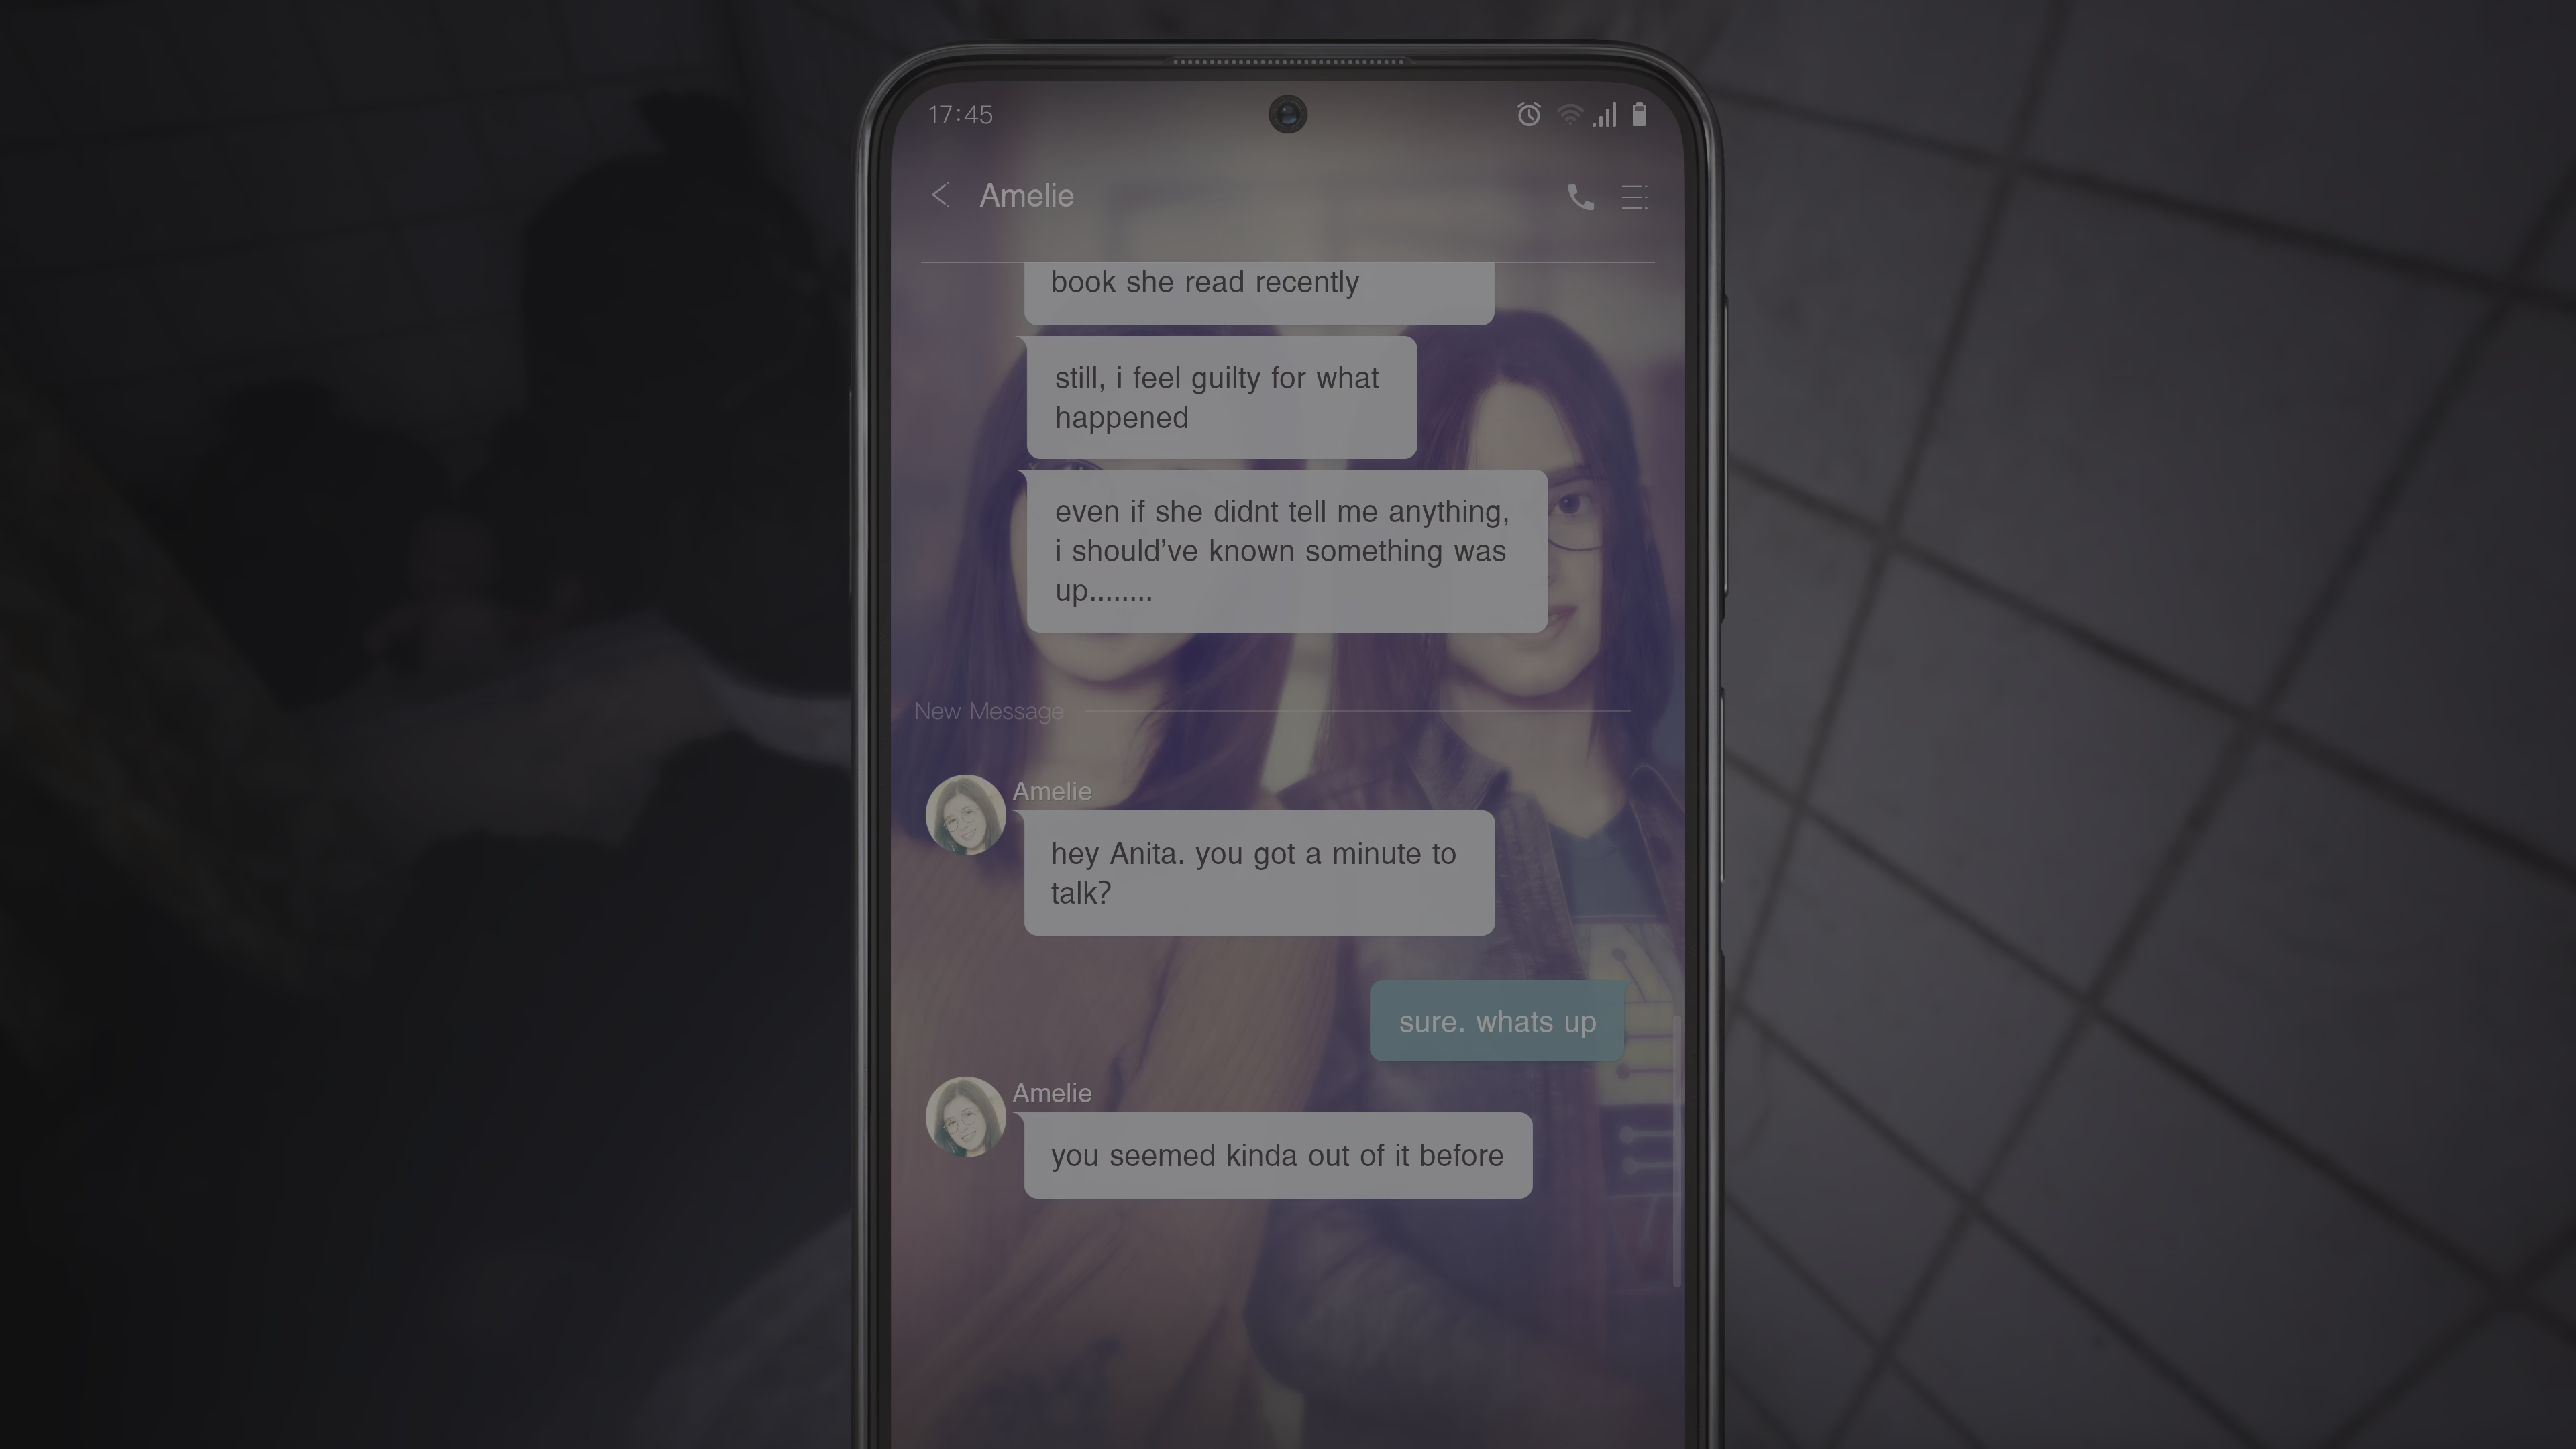 17:45
Amelie
book she read recently
still, i feel guilty for what
happened
even if she didnt tell me anything,
i should’ve known something was
up........
New Message
Amelie
hey Anita. you got a minute to
talk?
sure. whats up
Amelie
you seemed kinda out of it before